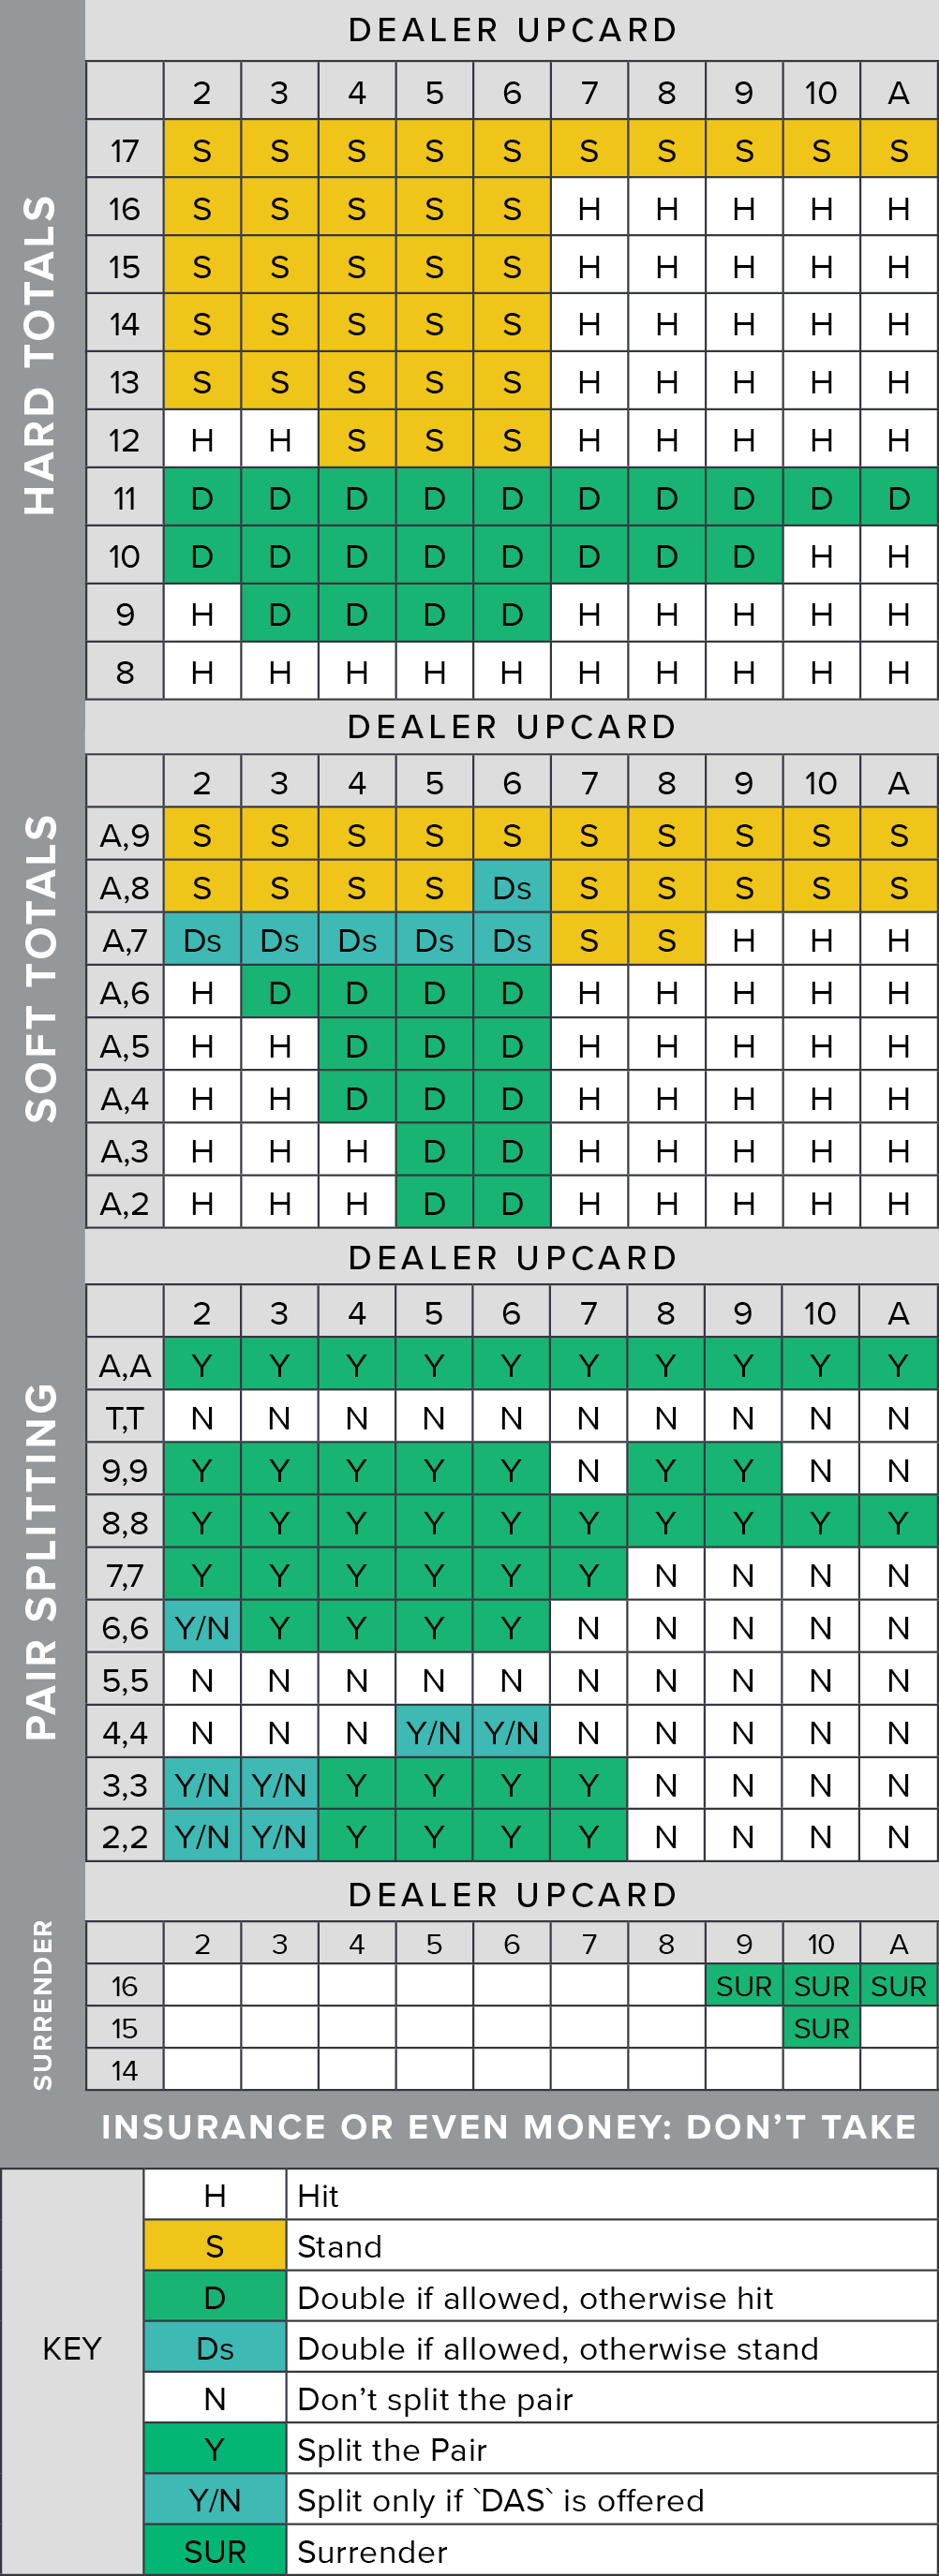 DEALER UPCARD
2 3 4 5 6 7 8 9 10 A
HARD TOTALS
17 S S S S S S S S S S
16 S S S S S H H H H H
15 S S S S S H H H H H
14 S S S S S H H H H H
13 S S S S S H H H H H
12 H H S S S H H H H H
11 D D D D D D D D D D
10 D D D D D D D D H H
9 H D D D D H H H H H
8 H H H H H H H H H H
DEALER UPCARD
2 3 4 5 6 7 8 9 10 A
SOFT TOTALS
A,9 S S S S S S S S S S
A,8 S S S S Ds S S S S S
A,7 Ds Ds Ds Ds Ds S S H H H
A,6 H D D D D H H H H H
A,5 H H D D D H H H H H
A,4 H H D D D H H H H H
A,3 H H H D D H H H H H
A,2 H H H D D H H H H H
DEALER UPCARD
2 3 4 5 6 7 8 9 10 A
PAIR SPLITTING
A,A Y Y Y Y Y Y Y Y Y Y
T,T N N N N N N N N N N
9,9 Y Y Y Y Y N Y Y N N
8,8 Y Y Y Y Y Y Y Y Y Y
7,7 Y Y Y Y Y Y N N N N
6,6 Y/N Y Y Y Y N N N N N
5,5 N N N N N N N N N N
4,4 N N N Y/N Y/N N N N N N
3,3 Y/N Y/N Y Y Y Y N N N N
2,2 Y/N Y/N Y Y Y Y N N N N
DEALER UPCARD
2 3 4 5 6 7 8 9 10 A
SURRENDER
16 SUR SUR SUR
15 SUR
14
INSURANCE OR EVEN MONEY: DON'T TAKE
KEY
H Hit
S Stand
D Double if allowed, otherwise hit
Ds Double if allowed, otherwise stand
N Don't split the pair
Y Split the Pair
Y/N Split only if `DAS` is offered
SUR Surrender